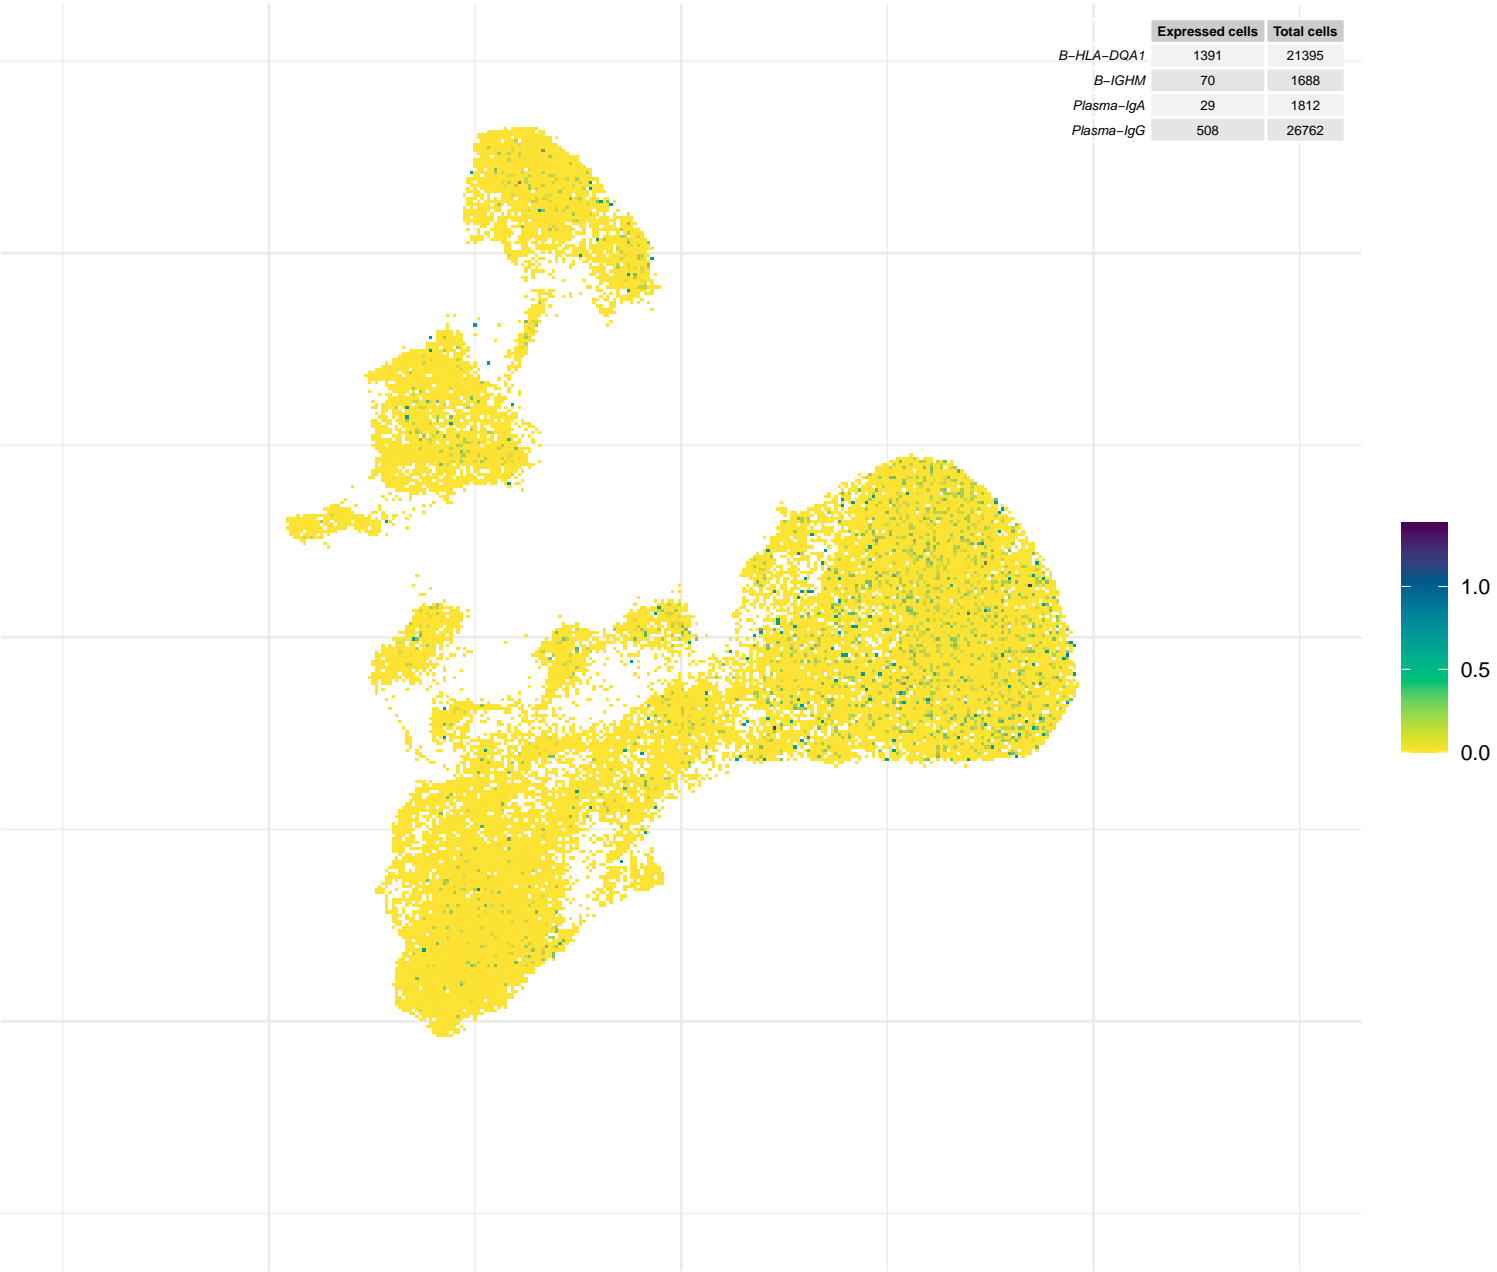 Expressed cells Total cells
B−HLA−DQA1 1391 21395
B−IGHM 70 1688
Plasma−IgA 29 1812
Plasma−IgG 508 26762
1.0
0.5
0.0